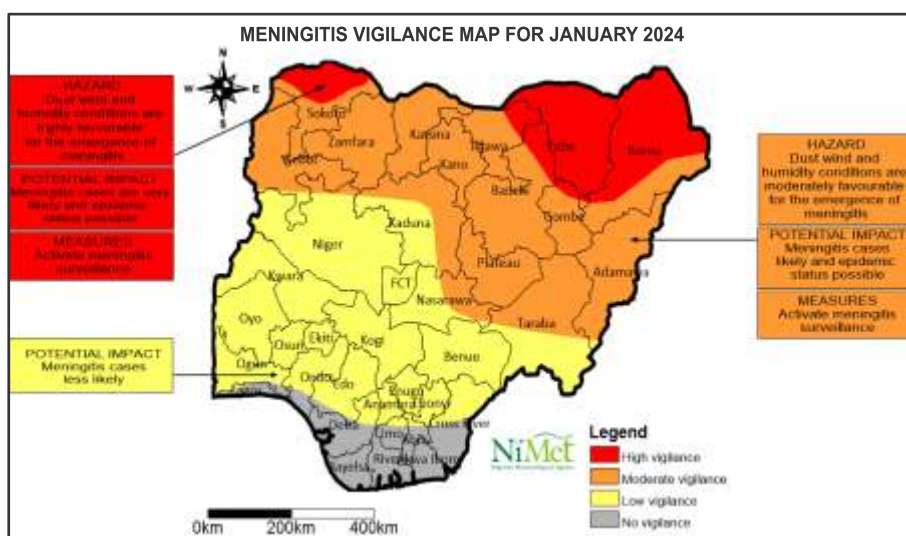 MENINGITIS VIGILANCE MAP FOR JANUARY 2024
N
W
E
S
HAZARD
Dust wind and
humidity conditions are
highly favourable
for the emergence of
meningitis
POTENTIAL IMPACT
Meningitis cases are very
likely and epidemic
status possible
MEASURES
Activate meningitis
surveillance
HAZARD
Dust wind and
humidity conditions are
moderately favourable
for the emergence of
meningitis
POTENTIAL IMPACT
Meningitis cases
likely and epidemic
status possible
MEASURES
Activate meningitis
surveillance
POTENTIAL IMPACT
Meningitis cases
less likely
Sokoto
Zamfara
Kebbi
Katsina
Kano
Jigawa
Yobe
Borno
Bauchi
Gombe
Kaduna
Niger
Plateau
Adamawa
FCT
Kwara
Nasarawa
Taraba
Oyo
Osun
Ekiti
Kogi
Benue
Ogun
Ondo
Edo
Enugu
Anambra
Ebonyi
Cross River
Delta
Imo
Abia
Bayelsa
Rivers
Akwa Ibom
NiMet
Legend
High vigilance
Moderate vigilance
Low vigilance
No vigilance
0km 200km 400km